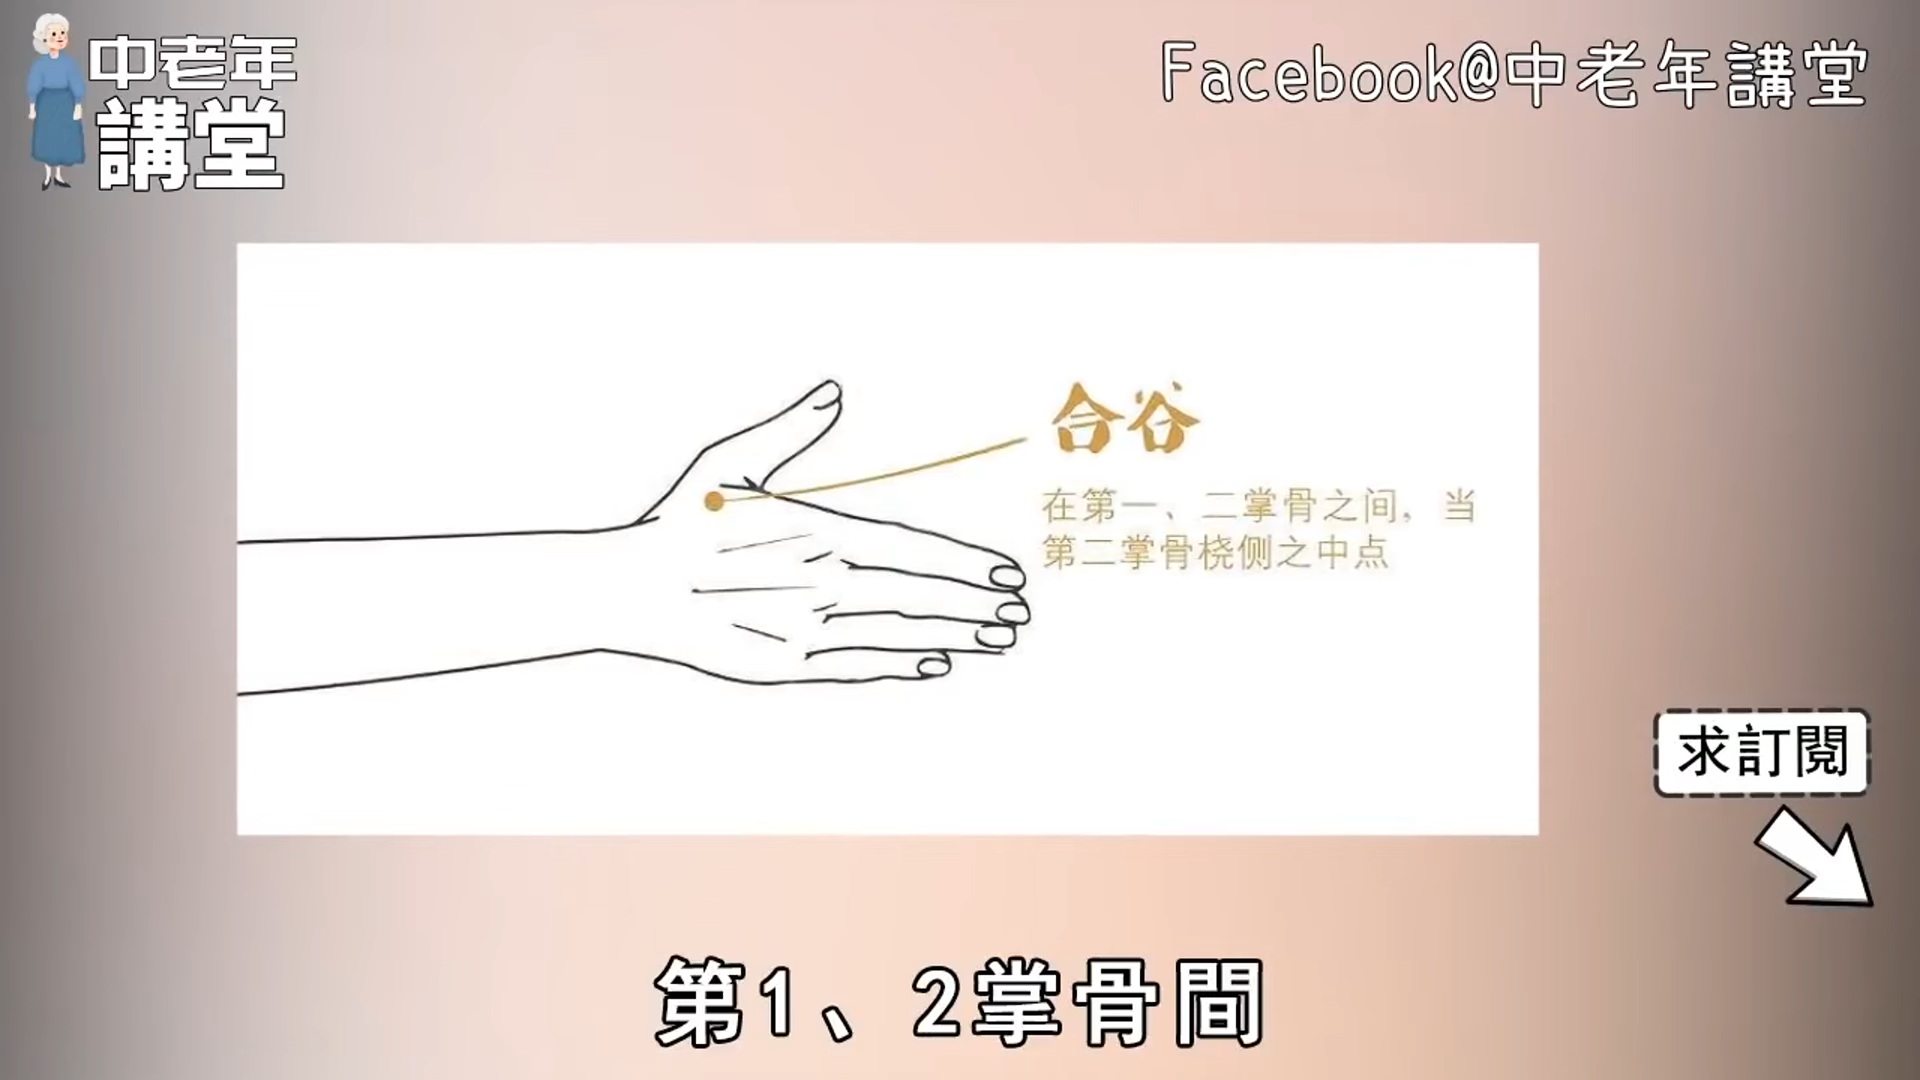 中老年
講堂
Facebook@中老年講堂
合谷
在第一、二掌骨之间，当
第二掌骨桡侧之中点
求訂閱
第1、2掌骨間